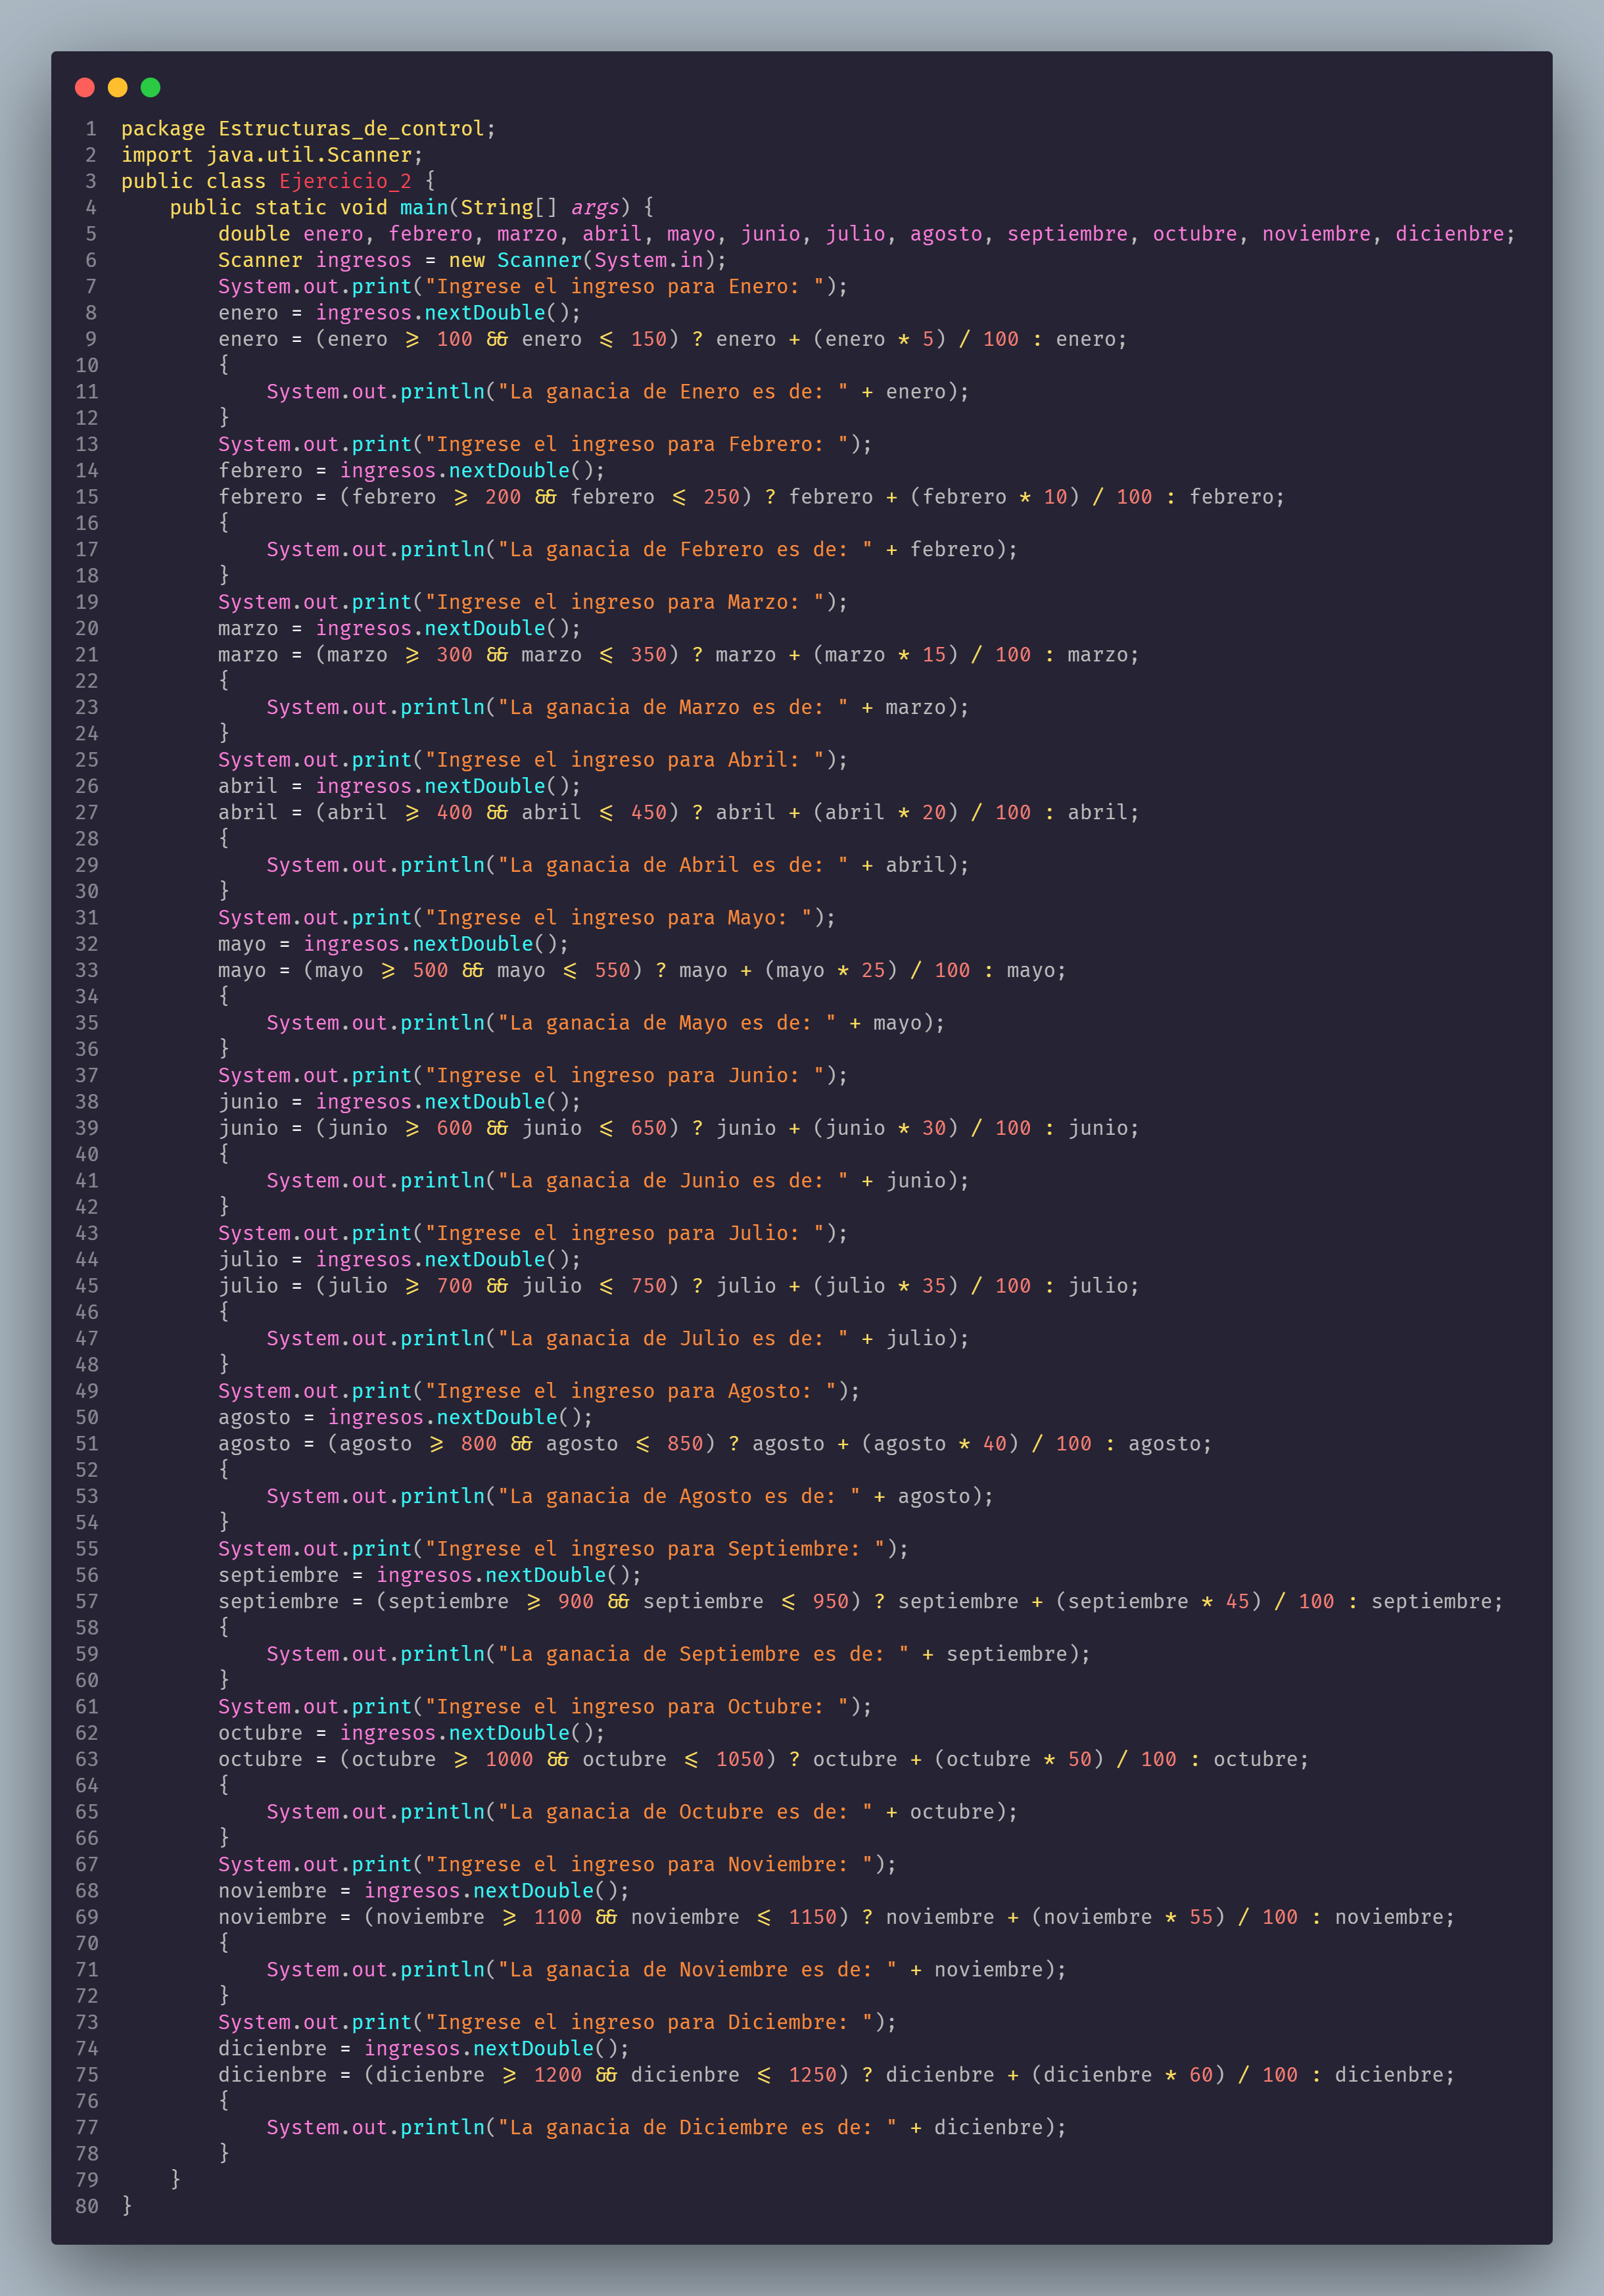 1 package Estructuras_de_control;
2 import java.util.Scanner;
3 public class Ejercicio_2 {
4     public static void main(String[] args) {
5         double enero, febrero, marzo, abril, mayo, junio, julio, agosto, septiembre, octubre, noviembre, dicienbre;
6         Scanner ingresos = new Scanner(System.in);
7         System.out.print("Ingrese el ingreso para Enero: ");
8         enero = ingresos.nextDouble();
9         enero = (enero >= 100 && enero <= 150) ? enero + (enero * 5) / 100 : enero;
10         {
11             System.out.println("La ganacia de Enero es de: " + enero);
12         }
13         System.out.print("Ingrese el ingreso para Febrero: ");
14         febrero = ingresos.nextDouble();
15         febrero = (febrero >= 200 && febrero <= 250) ? febrero + (febrero * 10) / 100 : febrero;
16         {
17             System.out.println("La ganacia de Febrero es de: " + febrero);
18         }
19         System.out.print("Ingrese el ingreso para Marzo: ");
20         marzo = ingresos.nextDouble();
21         marzo = (marzo >= 300 && marzo <= 350) ? marzo + (marzo * 15) / 100 : marzo;
22         {
23             System.out.println("La ganacia de Marzo es de: " + marzo);
24         }
25         System.out.print("Ingrese el ingreso para Abril: ");
26         abril = ingresos.nextDouble();
27         abril = (abril >= 400 && abril <= 450) ? abril + (abril * 20) / 100 : abril;
28         {
29             System.out.println("La ganacia de Abril es de: " + abril);
30         }
31         System.out.print("Ingrese el ingreso para Mayo: ");
32         mayo = ingresos.nextDouble();
33         mayo = (mayo >= 500 && mayo <= 550) ? mayo + (mayo * 25) / 100 : mayo;
34         {
35             System.out.println("La ganacia de Mayo es de: " + mayo);
36         }
37         System.out.print("Ingrese el ingreso para Junio: ");
38         junio = ingresos.nextDouble();
39         junio = (junio >= 600 && junio <= 650) ? junio + (junio * 30) / 100 : junio;
40         {
41             System.out.println("La ganacia de Junio es de: " + junio);
42         }
43         System.out.print("Ingrese el ingreso para Julio: ");
44         julio = ingresos.nextDouble();
45         julio = (julio >= 700 && julio <= 750) ? julio + (julio * 35) / 100 : julio;
46         {
47             System.out.println("La ganacia de Julio es de: " + julio);
48         }
49         System.out.print("Ingrese el ingreso para Agosto: ");
50         agosto = ingresos.nextDouble();
51         agosto = (agosto >= 800 && agosto <= 850) ? agosto + (agosto * 40) / 100 : agosto;
52         {
53             System.out.println("La ganacia de Agosto es de: " + agosto);
54         }
55         System.out.print("Ingrese el ingreso para Septiembre: ");
56         septiembre = ingresos.nextDouble();
57         septiembre = (septiembre >= 900 && septiembre <= 950) ? septiembre + (septiembre * 45) / 100 : septiembre;
58         {
59             System.out.println("La ganacia de Septiembre es de: " + septiembre);
60         }
61         System.out.print("Ingrese el ingreso para Octubre: ");
62         octubre = ingresos.nextDouble();
63         octubre = (octubre >= 1000 && octubre <= 1050) ? octubre + (octubre * 50) / 100 : octubre;
64         {
65             System.out.println("La ganacia de Octubre es de: " + octubre);
66         }
67         System.out.print("Ingrese el ingreso para Noviembre: ");
68         noviembre = ingresos.nextDouble();
69         noviembre = (noviembre >= 1100 && noviembre <= 1150) ? noviembre + (noviembre * 55) / 100 : noviembre;
70         {
71             System.out.println("La ganacia de Noviembre es de: " + noviembre);
72         }
73         System.out.print("Ingrese el ingreso para Diciembre: ");
74         dicienbre = ingresos.nextDouble();
75         dicienbre = (dicienbre >= 1200 && dicienbre <= 1250) ? dicienbre + (dicienbre * 60) / 100 : dicienbre;
76         {
77             System.out.println("La ganacia de Diciembre es de: " + dicienbre);
78         }
79     }
80 }